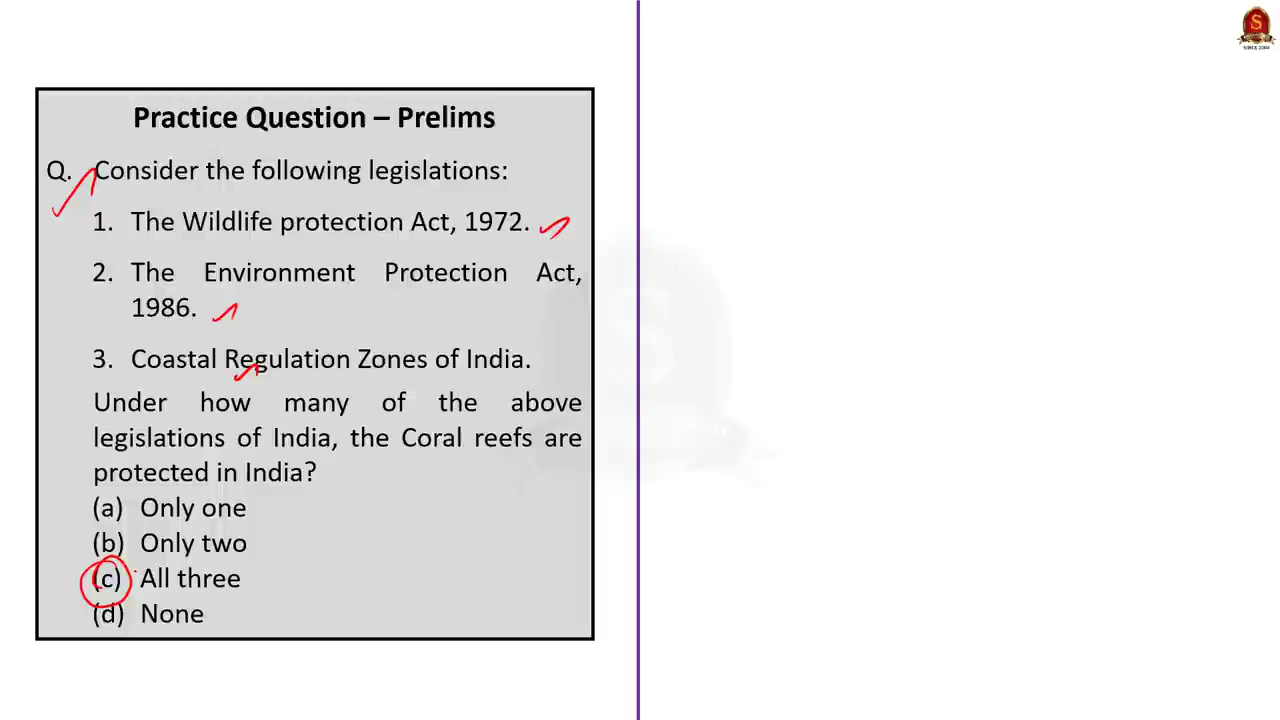 Practice Question – Prelims
Q. Consider the following legislations:
1. The Wildlife protection Act, 1972.
2. The Environment Protection Act,
1986.
3. Coastal Regulation Zones of India.
Under how many of the above
legislations of India, the Coral reefs are
protected in India?
(a) Only one
(b) Only two
(c) All three
(d) None
S
SINCE 2004
S